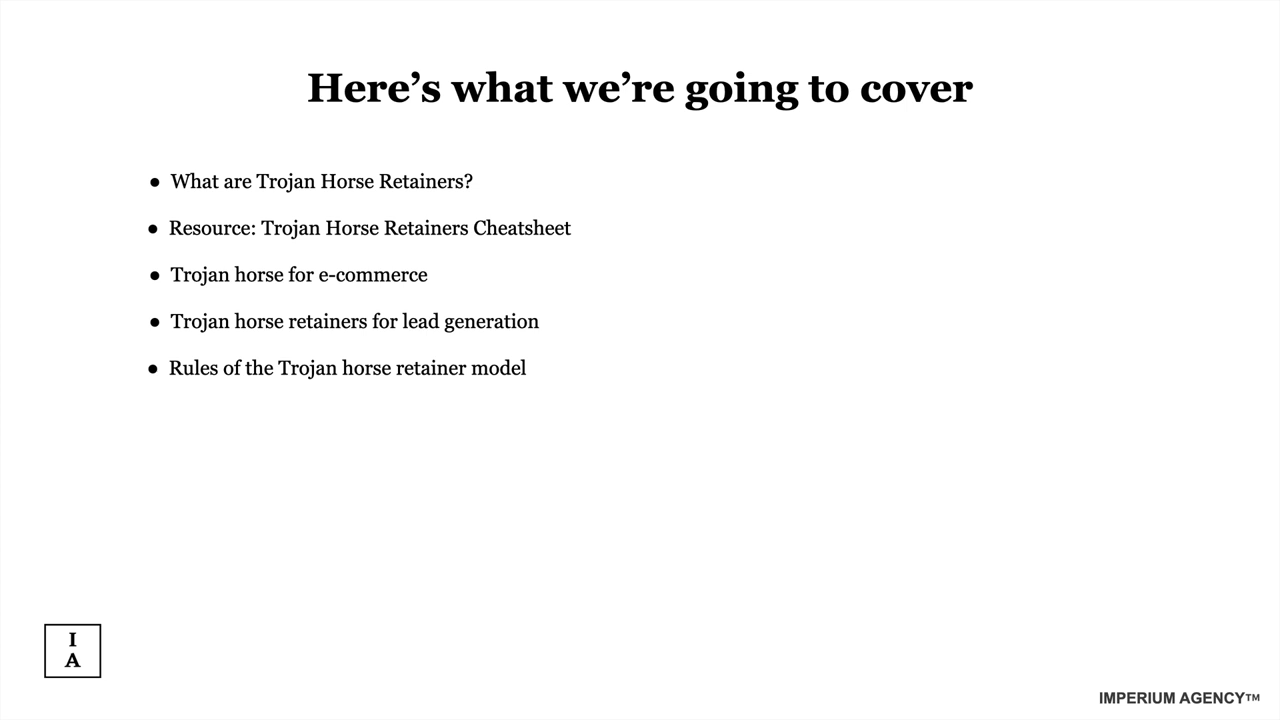 Here’s what we’re going to cover
● What are Trojan Horse Retainers?
● Resource: Trojan Horse Retainers Cheatsheet
● Trojan horse for e-commerce
● Trojan horse retainers for lead generation
● Rules of the Trojan horse retainer model
I
A
IMPERIUM AGENCY™